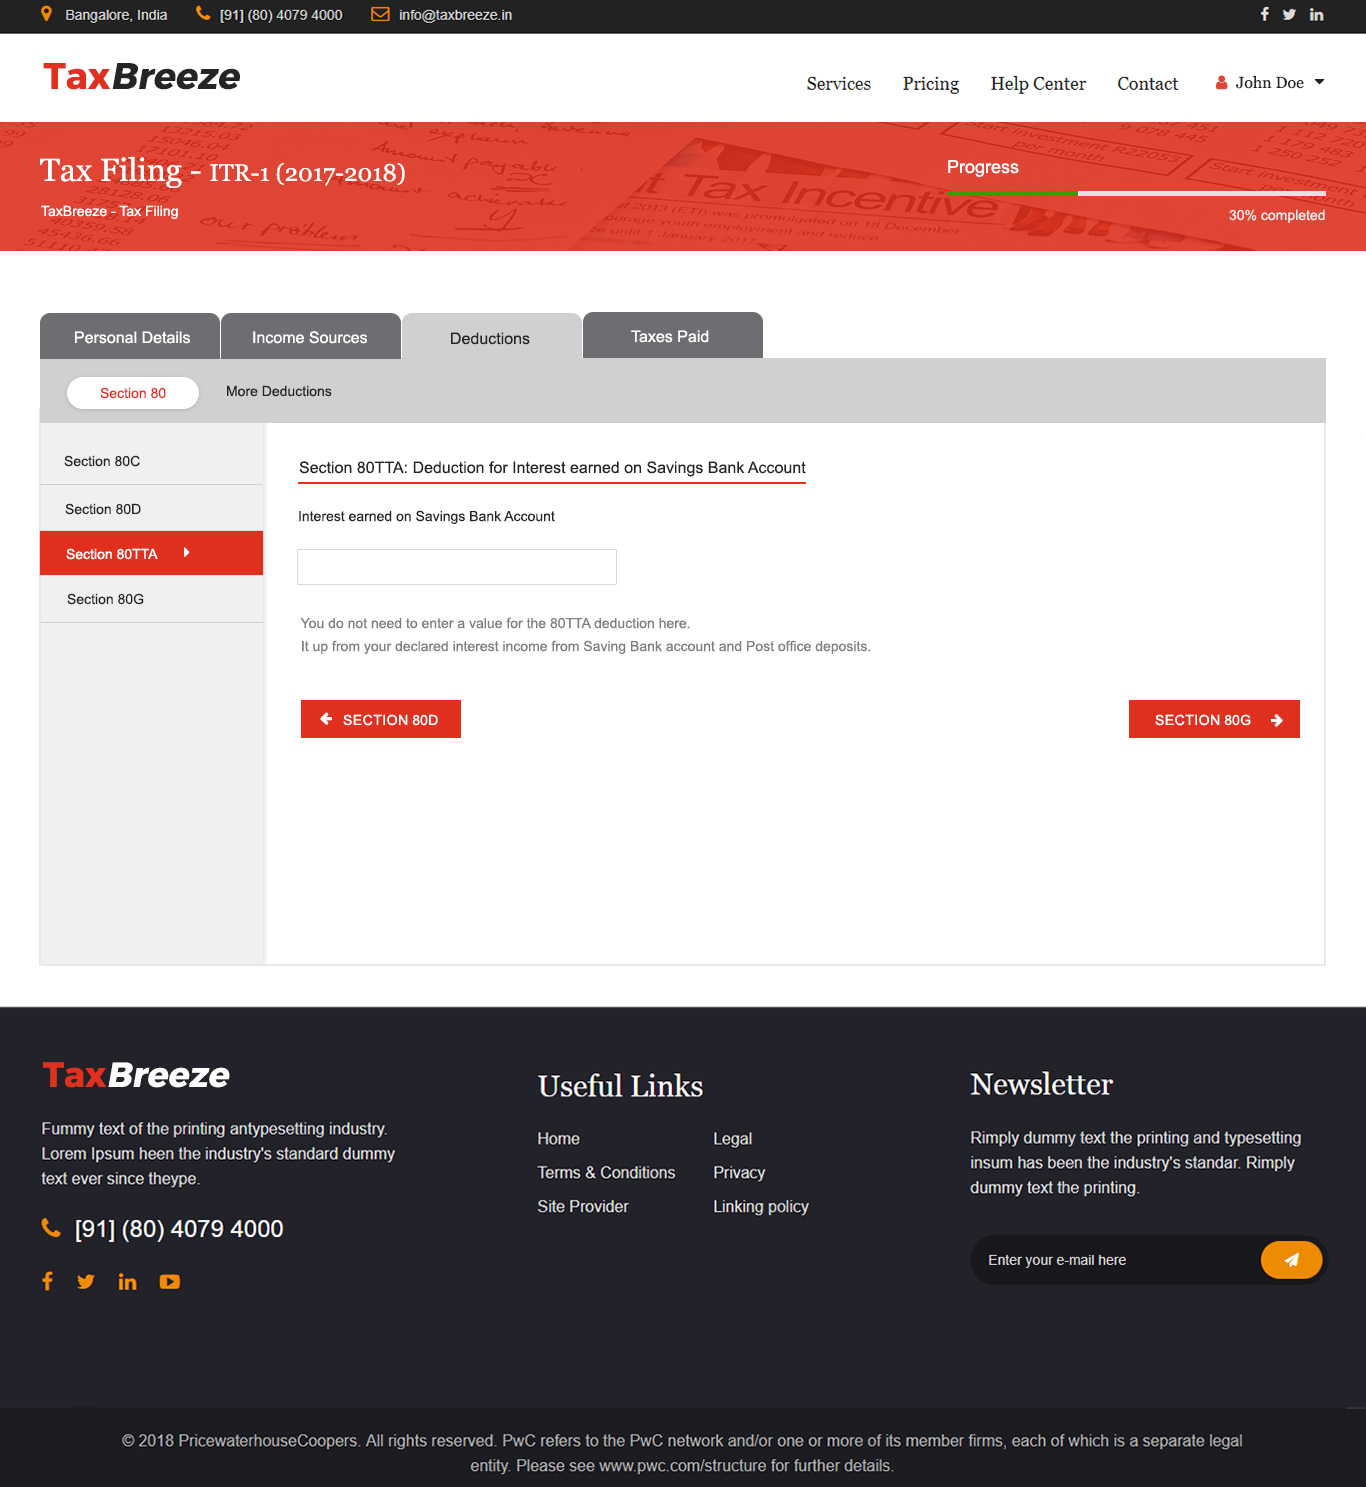 Bangalore, India [91] (80) 4079 4000 info@taxbreeze.in
TaxBreeze
Services Pricing Help Center Contact John Doe
Tax Filing - ITR-1 (2017-2018)
TaxBreeze - Tax Filing
Progress
30% completed
Personal Details Income Sources Deductions Taxes Paid
Section 80 More Deductions
Section 80C
Section 80D
Section 80TTA
Section 80G
Section 80TTA: Deduction for Interest earned on Savings Bank Account
Interest earned on Savings Bank Account
You do not need to enter a value for the 80TTA deduction here.
It up from your declared interest income from Saving Bank account and Post office deposits.
SECTION 80D SECTION 80G
TaxBreeze
Fummy text of the printing antypesetting industry.
Lorem Ipsum heen the industry's standard dummy
text ever since theype.
[91] (80) 4079 4000
Useful Links
Home Legal
Terms & Conditions Privacy
Site Provider Linking policy
Newsletter
Rimply dummy text the printing and typesetting
insum has been the industry's standar. Rimply
dummy text the printing.
Enter your e-mail here
© 2018 PricewaterhouseCoopers. All rights reserved. PwC refers to the PwC network and/or one or more of its member firms, each of which is a separate legal
entity. Please see www.pwc.com/structure for further details.